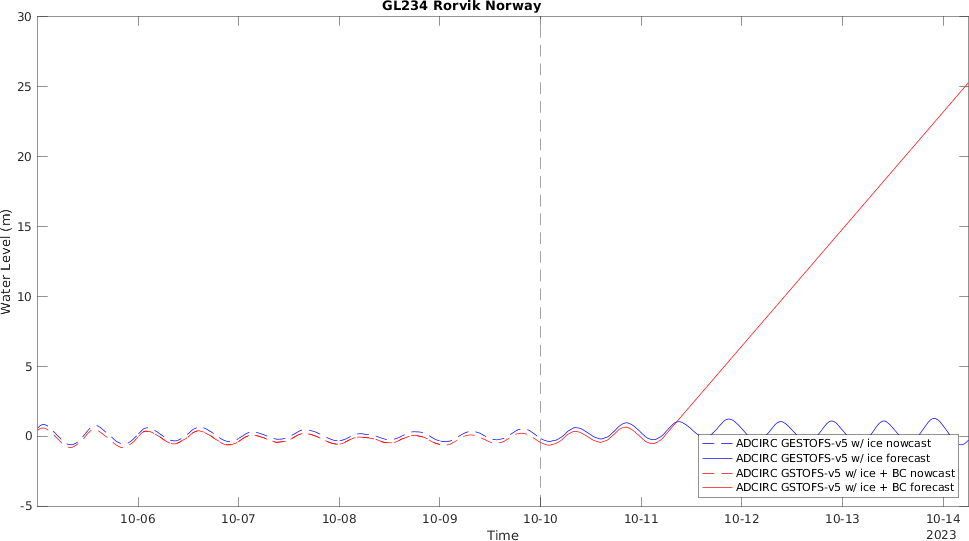 GL234 Rorvik Norway
30
25
20
15
10
5
0
-5
Water Level (m)
ADCIRC GESTOFS-v5 w/ ice nowcast
ADCIRC GESTOFS-v5 w/ ice forecast
ADCIRC GSTOFS-v5 w/ ice + BC nowcast
ADCIRC GSTOFS-v5 w/ ice + BC forecast
10-06 10-07 10-08 10-09 10-10 10-11 10-12 10-13 10-14
2023
Time